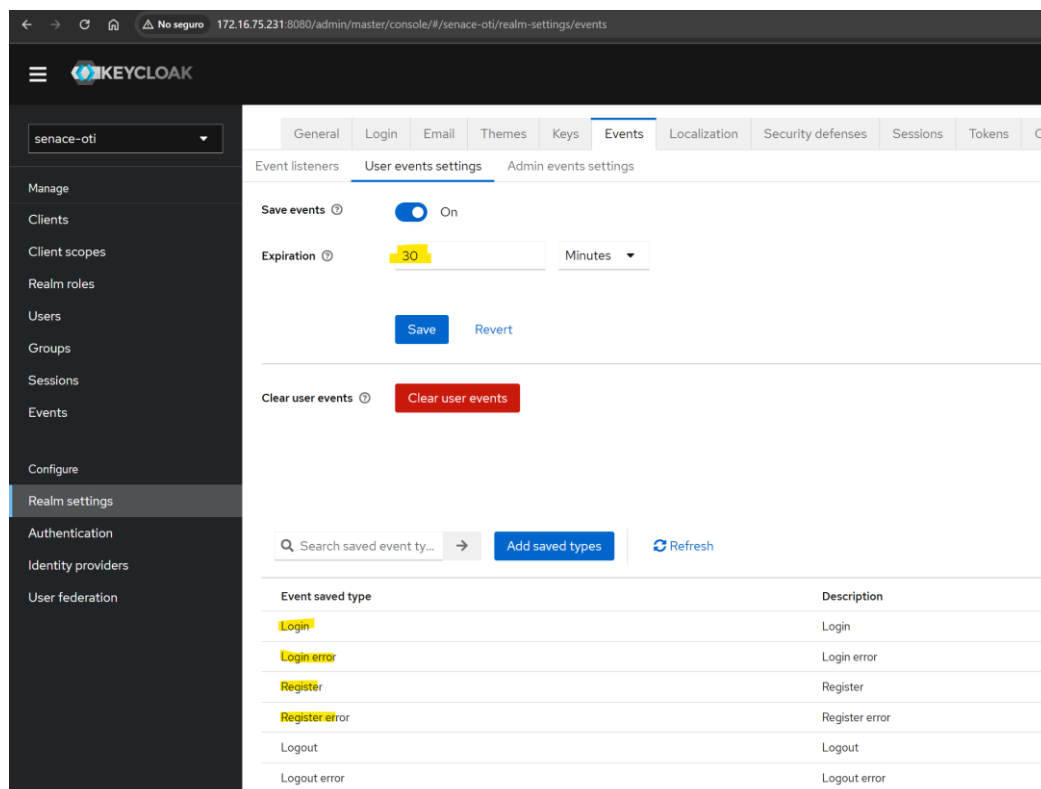 No seguro 172.16.75.231:8080/admin/master/console/#/senace-oti/realm-settings/events
KEYCLOAK
senace-oti
Manage
Clients
Client scopes
Realm roles
Users
Groups
Sessions
Events
Configure
Realm settings
Authentication
Identity providers
User federation
General Login Email Themes Keys Events Localization Security defenses Sessions Tokens
Event listeners User events settings Admin events settings
Save events On
Expiration 30 Minutes
Save Revert
Clear user events Clear user events
Search saved event ty... Add saved types Refresh
Event saved type Description
Login Login
Login error Login error
Register Register
Register error Register error
Logout Logout
Logout error Logout error